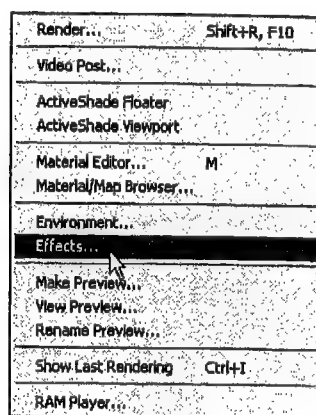 Render... Shift+R, F10
Video Post...
ActiveShade Floater
ActiveShade Viewport
Material Editor... M
Material/Map Browser...
Environment...
Effects...
Make Preview...
View Preview...
Rename Preview...
Show Last Rendering Ctrl+I
RAM Player...